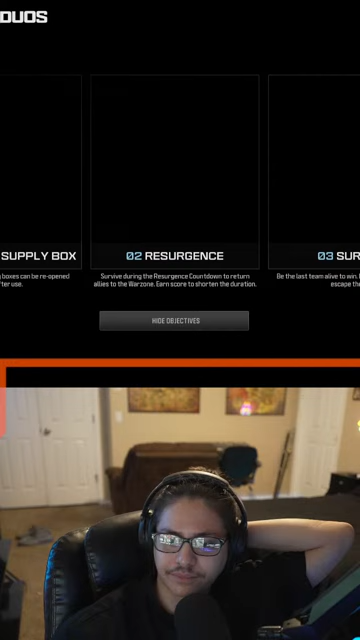 DUOS
SUPPLY BOX
boxes can be re-opened
02 RESURGENCE
Survive during the Resurgence Countdown to return
allies to the Warzone. Earn score to shorten the duration.
03 SUR
Be the last team alive to win.
escape the
HIDE OBJECTIVES